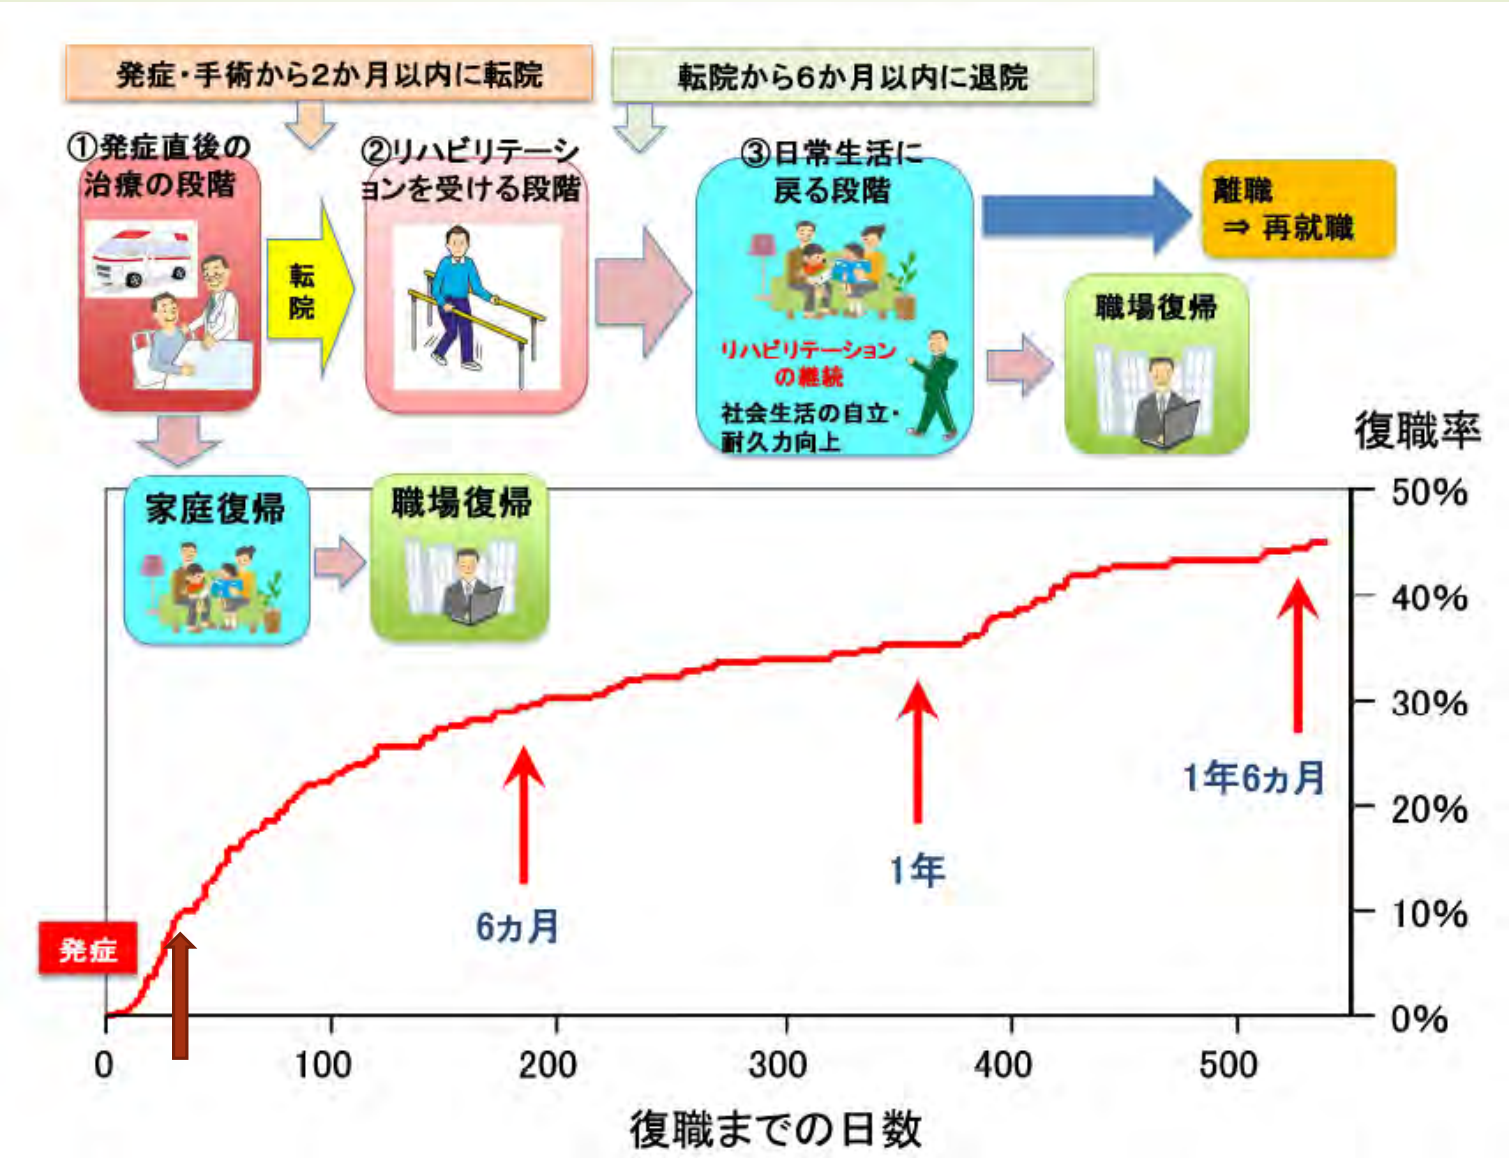 発症・手術から2か月以内に転院
転院から6か月以内に退院
①発症直後の
治療の段階
転
院
②リハビリテーシ
ョンを受ける段階
③日常生活に
戻る段階
リハビリテーション
の継続
社会生活の自立・
耐久力向上
離職
⇒ 再就職
職場復帰
家庭復帰
職場復帰
復職率
50%
40%
30%
20%
10%
0%
発症
6カ月
1年
1年6カ月
0 100 200 300 400 500
復職までの日数